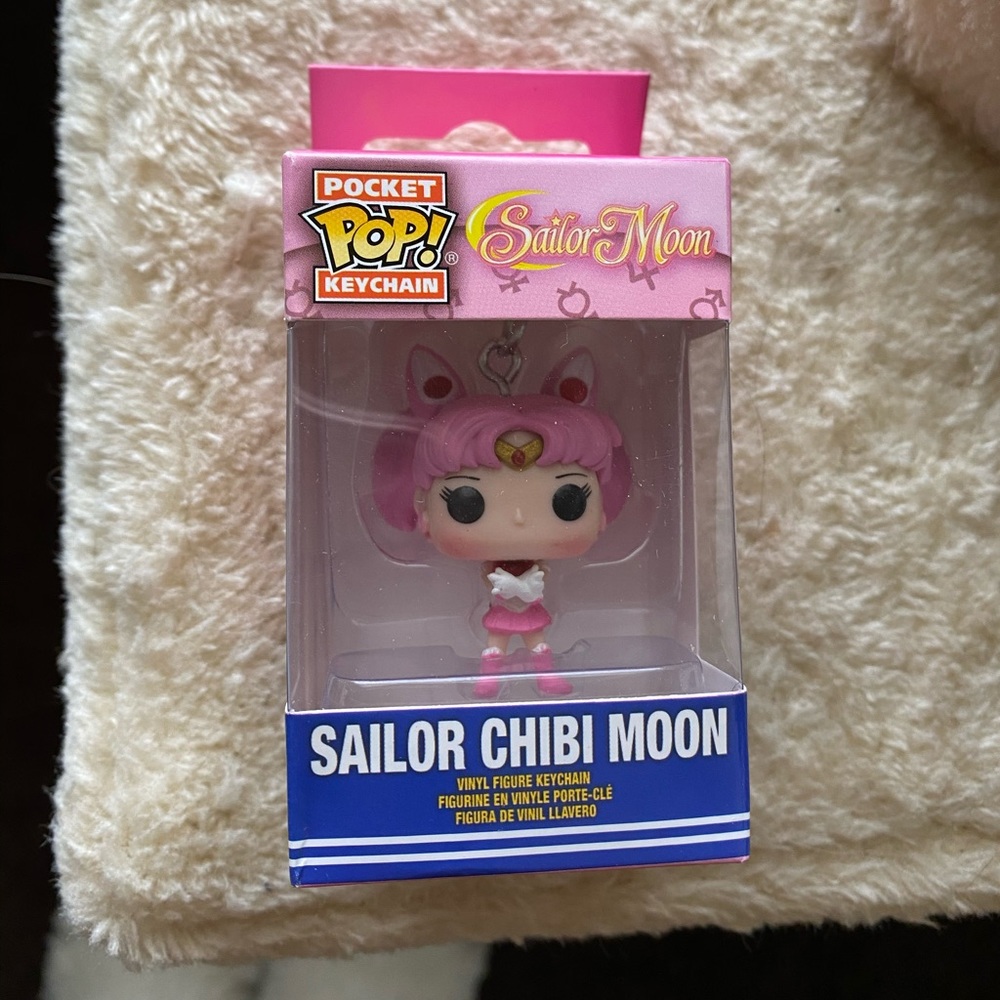 POCKET
POP!®
KEYCHAIN
Sailor Moon
SAILOR CHIBI MOON
VINYL FIGURE KEYCHAIN
FIGURINE EN VINYLE PORTE-CLÉ
FIGURA DE VINIL LLAVERO